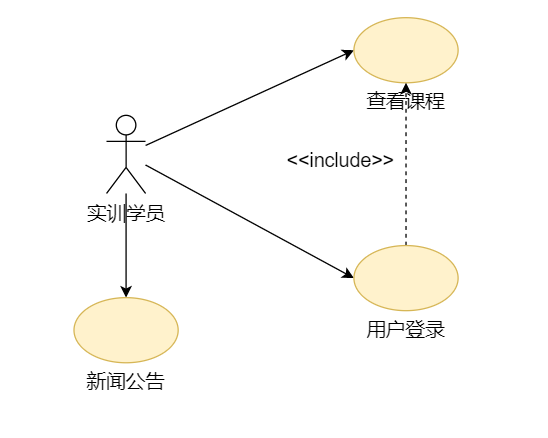 查看课程
<<include>>
实训学员
用户登录
新闻公告